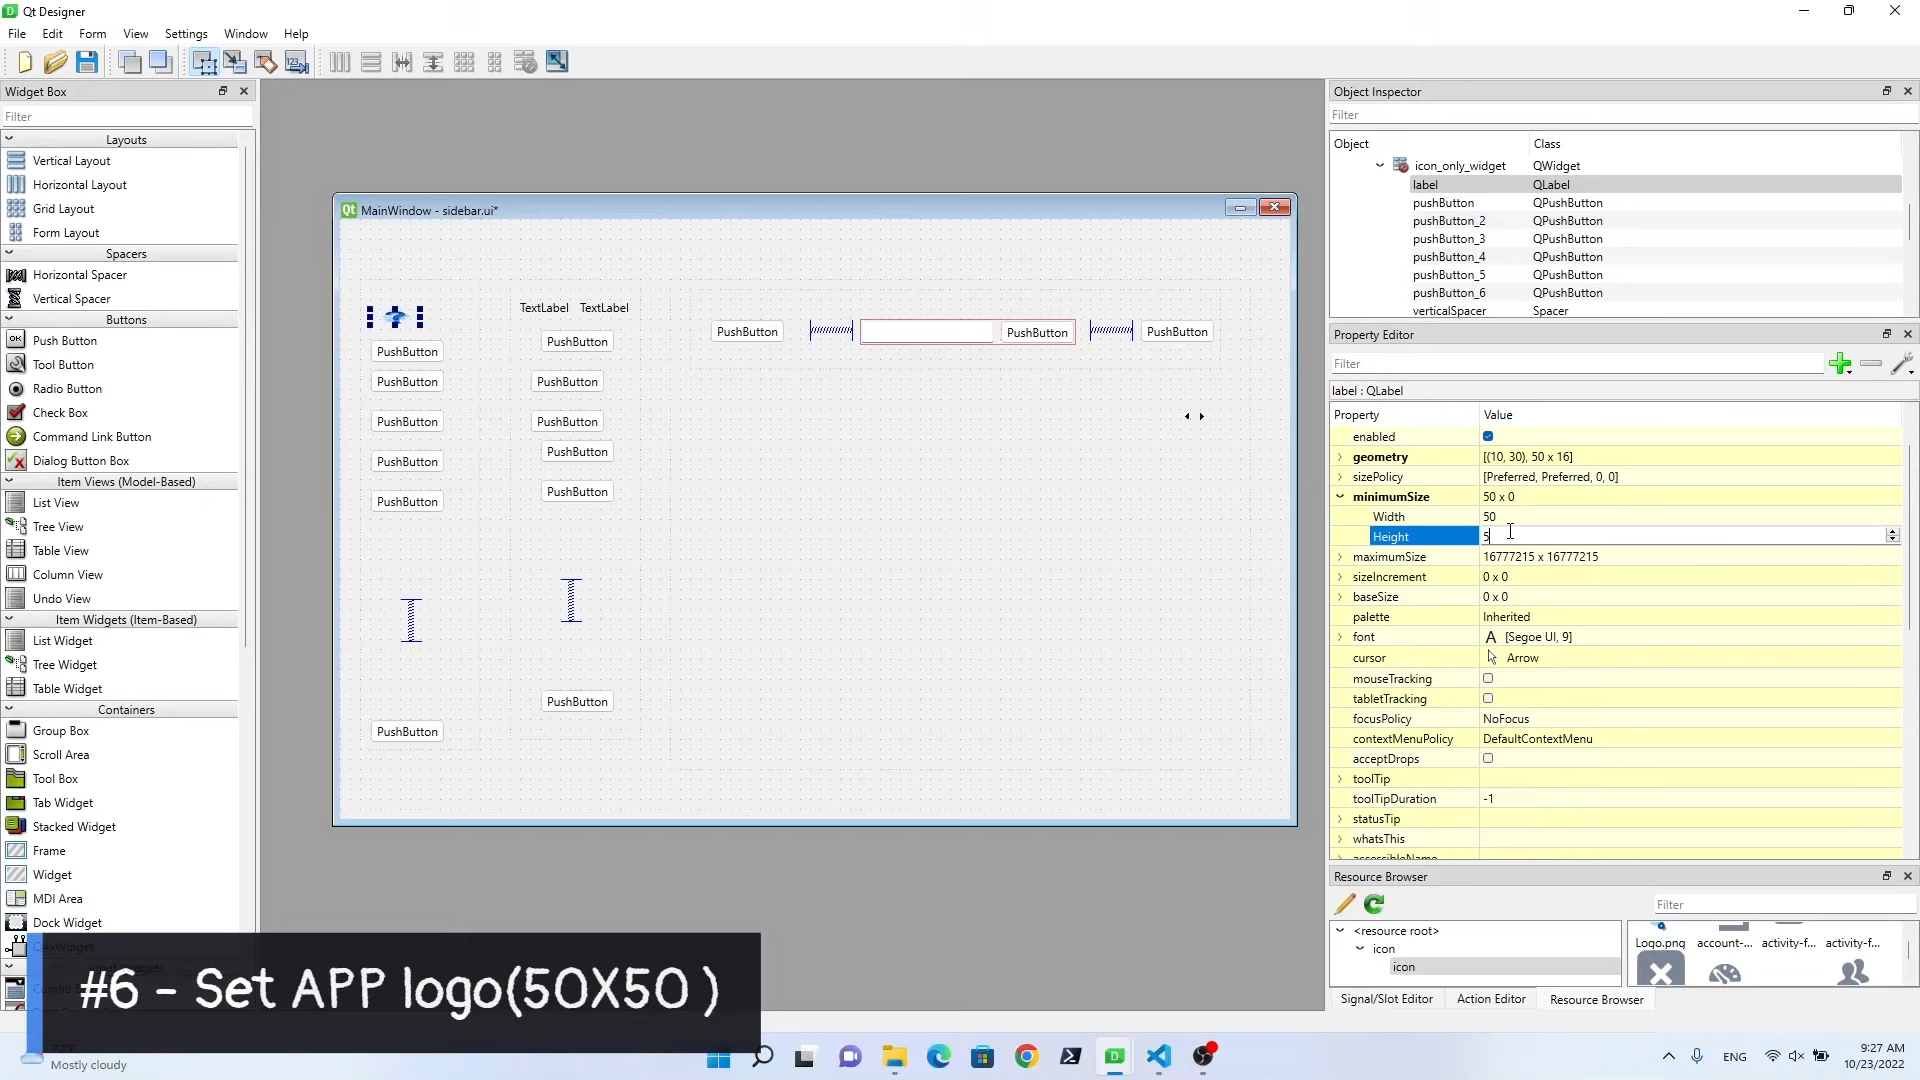 Qt Designer
File Edit Form View Settings Window Help
Widget Box
Filter
Layouts
Vertical Layout
Horizontal Layout
Grid Layout
Form Layout
Spacers
Horizontal Spacer
Vertical Spacer
Buttons
Push Button
Tool Button
Radio Button
Check Box
Command Link Button
Dialog Button Box
Item Views (Model-Based)
List View
Tree View
Table View
Column View
Undo View
Item Widgets (Item-Based)
List Widget
Tree Widget
Table Widget
Containers
Group Box
Scroll Area
Tool Box
Tab Widget
Stacked Widget
Frame
Widget
MDI Area
Dock Widget
MainWindow - sidebar.ui*
TextLabel TextLabel
PushButton PushButton PushButton
PushButton
PushButton
PushButton PushButton
PushButton PushButton
PushButton
PushButton
PushButton
PushButton
PushButton
PushButton
Object Inspector
Filter
Object Class
icon_only_widget QWidget
label QLabel
pushButton QPushButton
pushButton_2 QPushButton
pushButton_3 QPushButton
pushButton_4 QPushButton
pushButton_5 QPushButton
pushButton_6 QPushButton
verticalSpacer Spacer
Property Editor
Filter
label : QLabel
Property Value
enabled
geometry [(10, 30), 50 x 16]
sizePolicy [Preferred, Preferred, 0, 0]
minimumSize 50 x 0
Width 50
Height 5
maximumSize 16777215 x 16777215
sizeIncrement 0 x 0
baseSize 0 x 0
palette Inherited
font A [Segoe UI, 9]
cursor Arrow
mouseTracking
tabletTracking
focusPolicy NoFocus
contextMenuPolicy DefaultContextMenu
acceptDrops
toolTip
toolTipDuration -1
statusTip
whatsThis
accessibleName
Resource Browser
Filter
<resource root>
icon
icon
Logo.png account-... activity-f... activity-f...
Signal/Slot Editor Action Editor Resource Browser
#6 - Set APP logo(50X50 )
Mostly cloudy
ENG
9:27 AM
10/23/2022